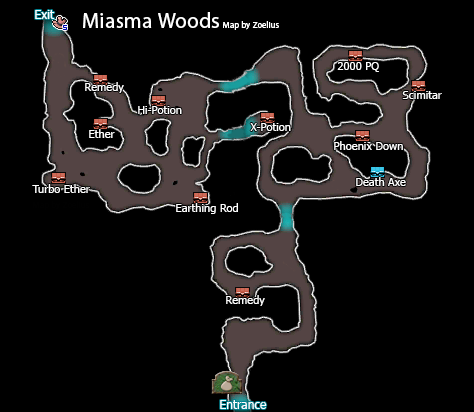 Exit
Miasma Woods Map by Zoelius
2000 PQ
Remedy
Scimitar
Hi-Potion
Ether
X-Potion
Phoenix Down
Turbo Ether
Death Axe
Earthing Rod
Remedy
Entrance